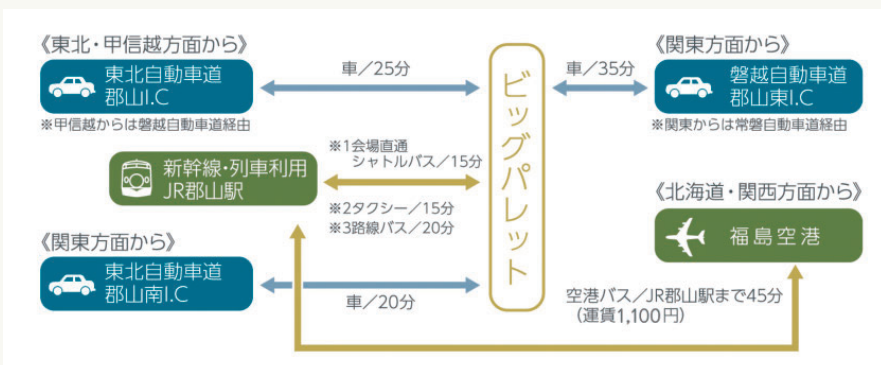 《東北・甲信越方面から》
東北自動車道
郡山I.C
※甲信越からは磐越自動車道経由
車／25分
ビッグパレット
車／35分
《関東方面から》
磐越自動車道
郡山東I.C
※関東からは常磐自動車道経由
新幹線・列車利用
JR郡山駅
※1会場直通
シャトルバス／15分
※2タクシー／15分
※3路線バス／20分
《北海道・関西方面から》
福島空港
《関東方面から》
東北自動車道
郡山南I.C
車／20分
空港バス／JR郡山駅まで45分
（運賃1,100円）